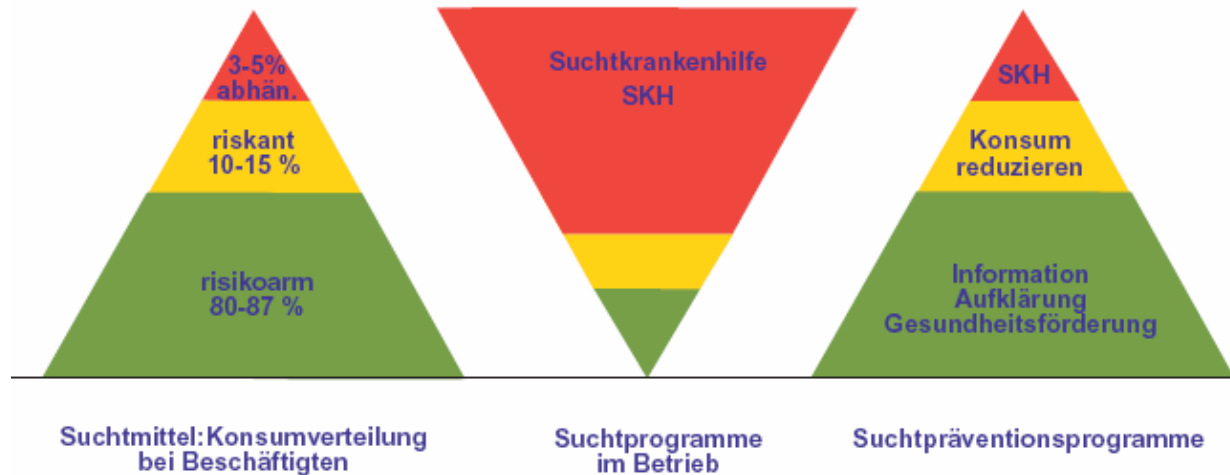 3-5%
abhän.
riskant
10-15 %
risikoarm
80-87 %
Suchtmittel:Konsumverteilung
bei Beschäftigten
Suchtkrankenhilfe
SKH
Suchtprogramme
im Betrieb
SKH
Konsum
reduzieren
Information
Aufklärung
Gesundheitsförderung
Suchtpräventionsprogramme